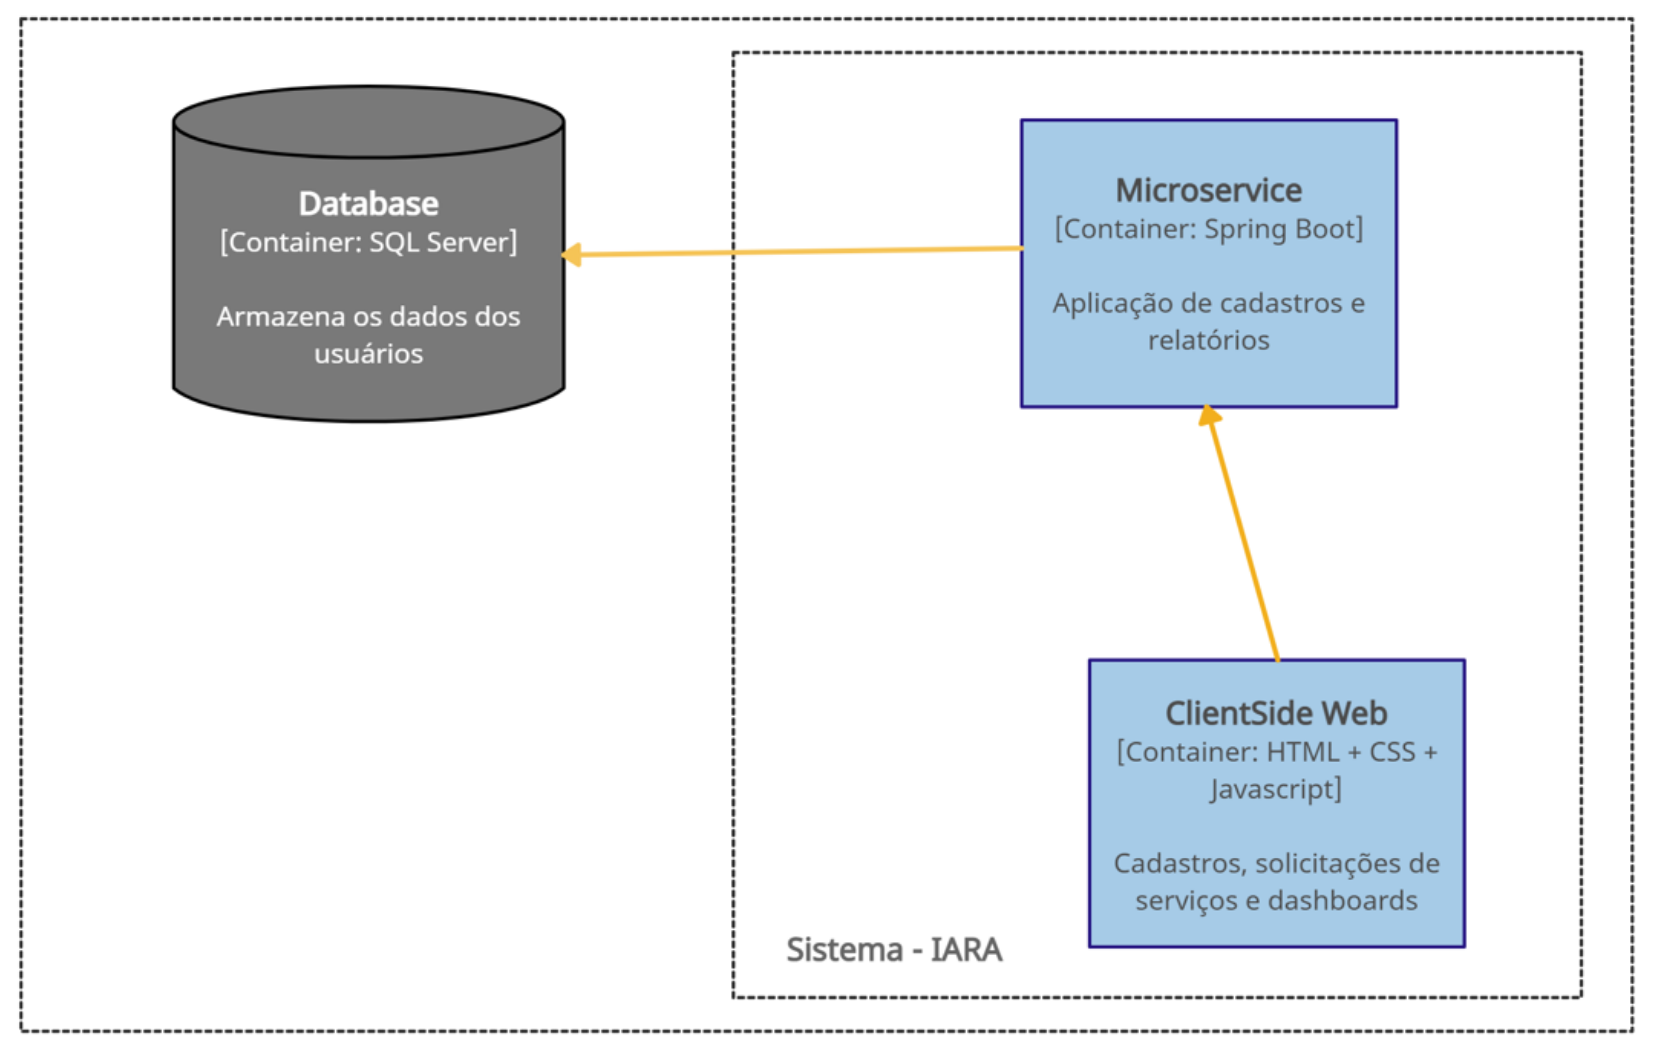 Database
[Container: SQL Server]
Armazena os dados dos
usuários
Microservice
[Container: Spring Boot]
Aplicação de cadastros e
relatórios
ClientSide Web
[Container: HTML + CSS +
Javascript]
Cadastros, solicitações de
serviços e dashboards
Sistema - IARA